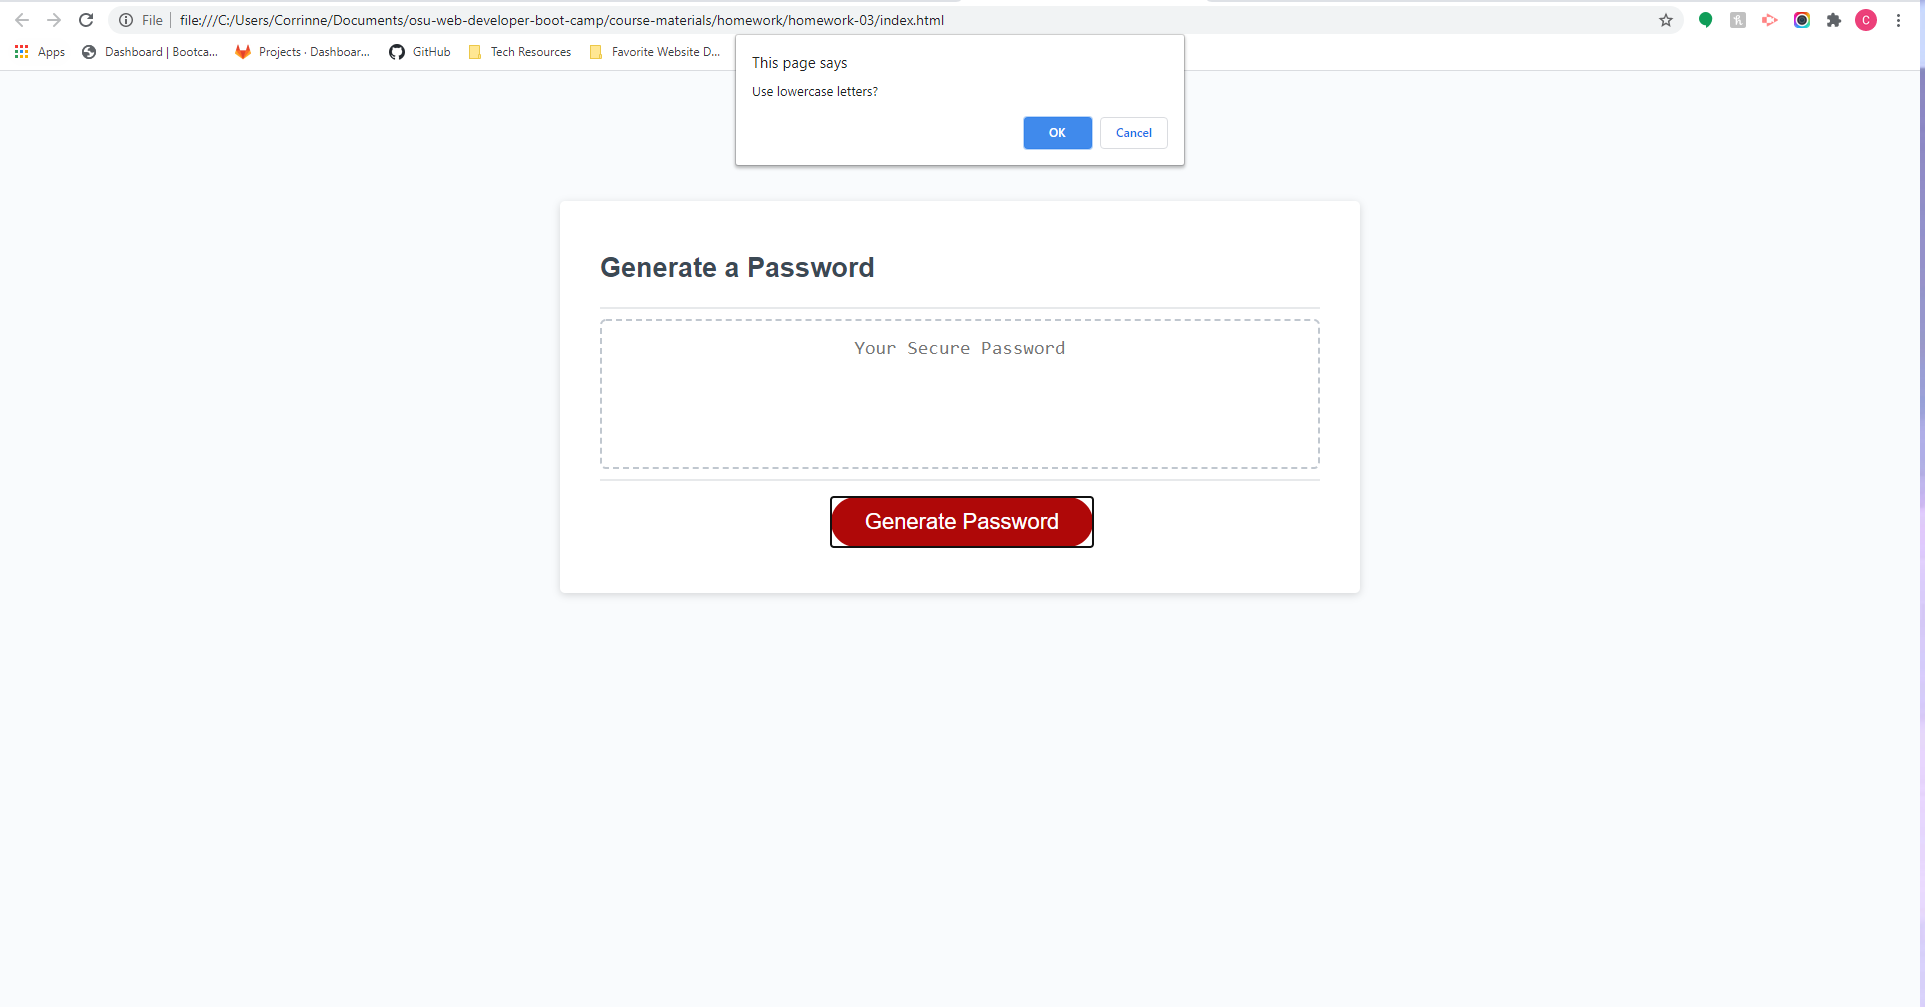 File file:///C:/Users/Corrinne/Documents/osu-web-developer-boot-camp/course-materials/homework/homework-03/index.html C
Apps Dashboard | Bootca... Projects · Dashboar... GitHub Tech Resources Favorite Website D...
This page says
Use lowercase letters?
OK Cancel
Generate a Password
Your Secure Password
Generate Password